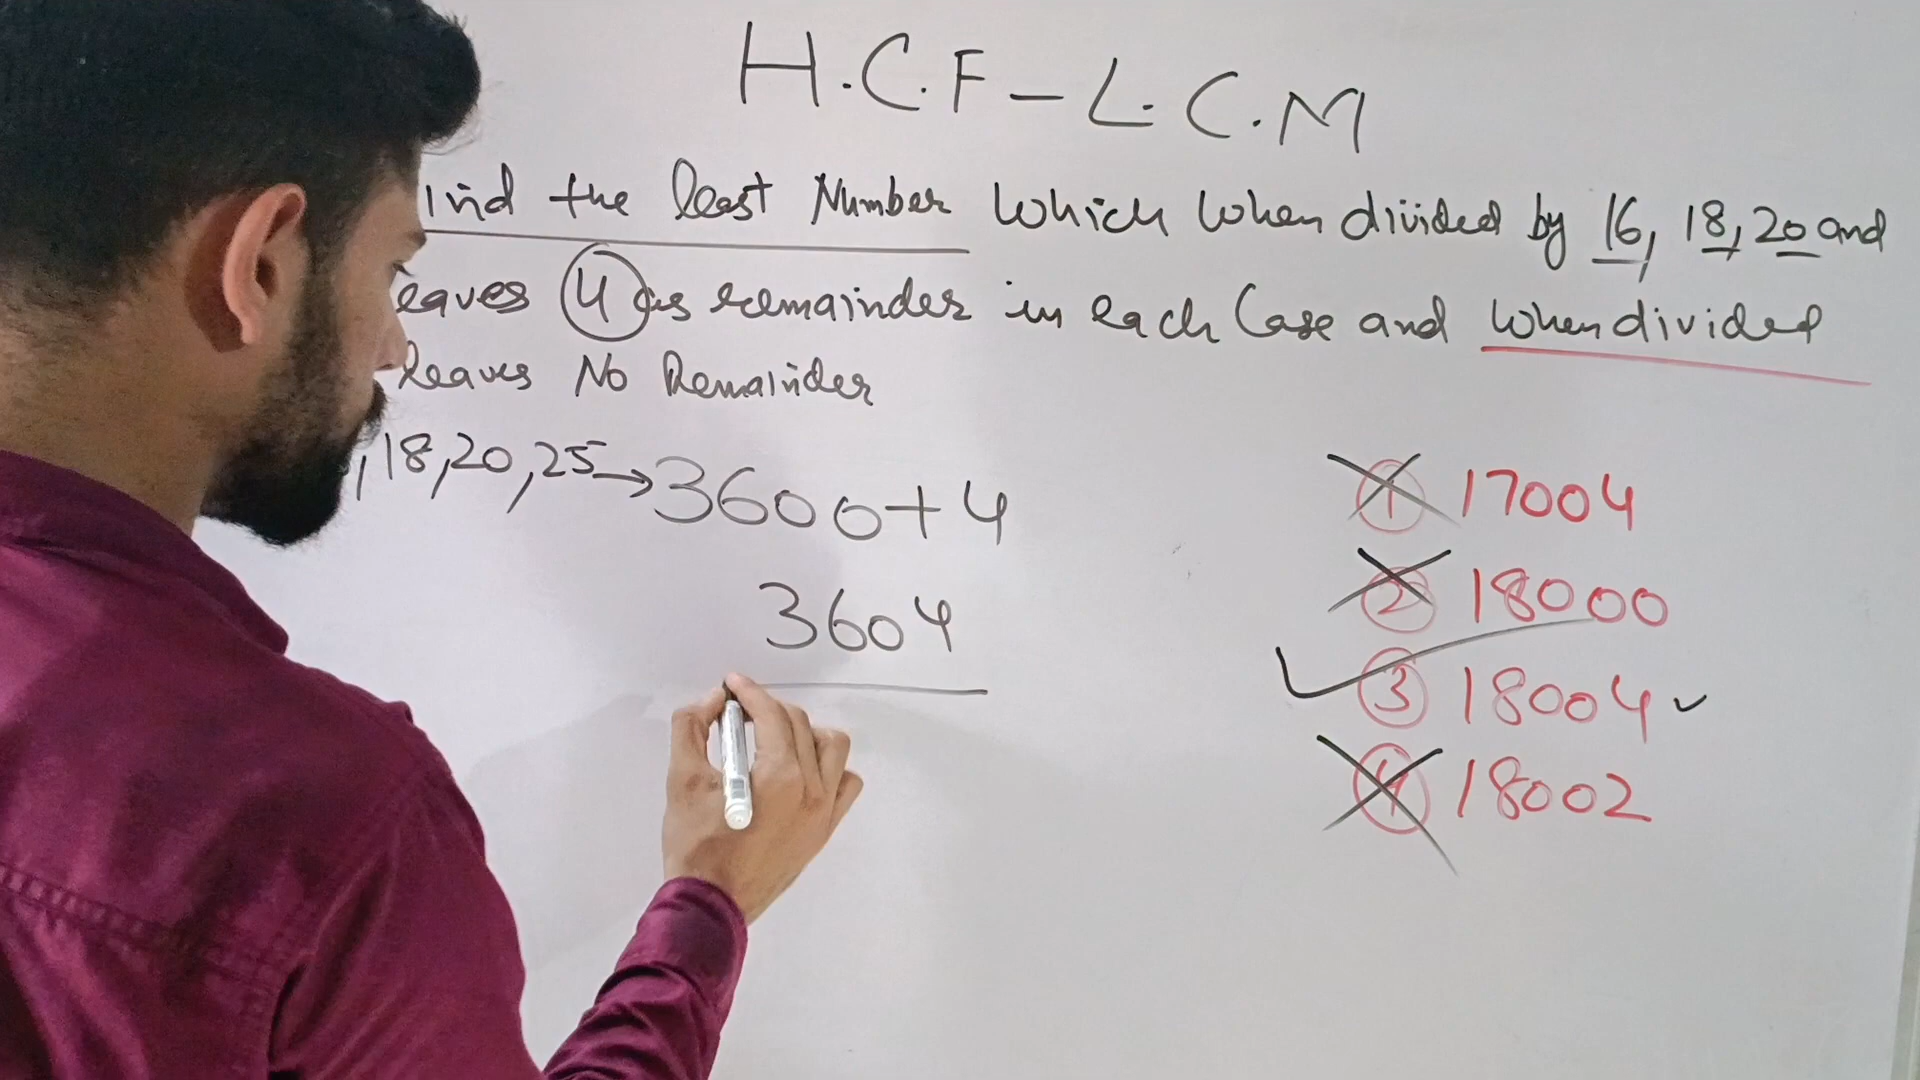 H.C.F - L.C.M
ind the least Number which when divided by 16, 18, 20 and
eaves 4 as remainder in each Case and when divided
leaves No Remainder
, 18, 20, 25 → 3600 + 4
3604
1 17004
2 18000
3 18004
4 18002